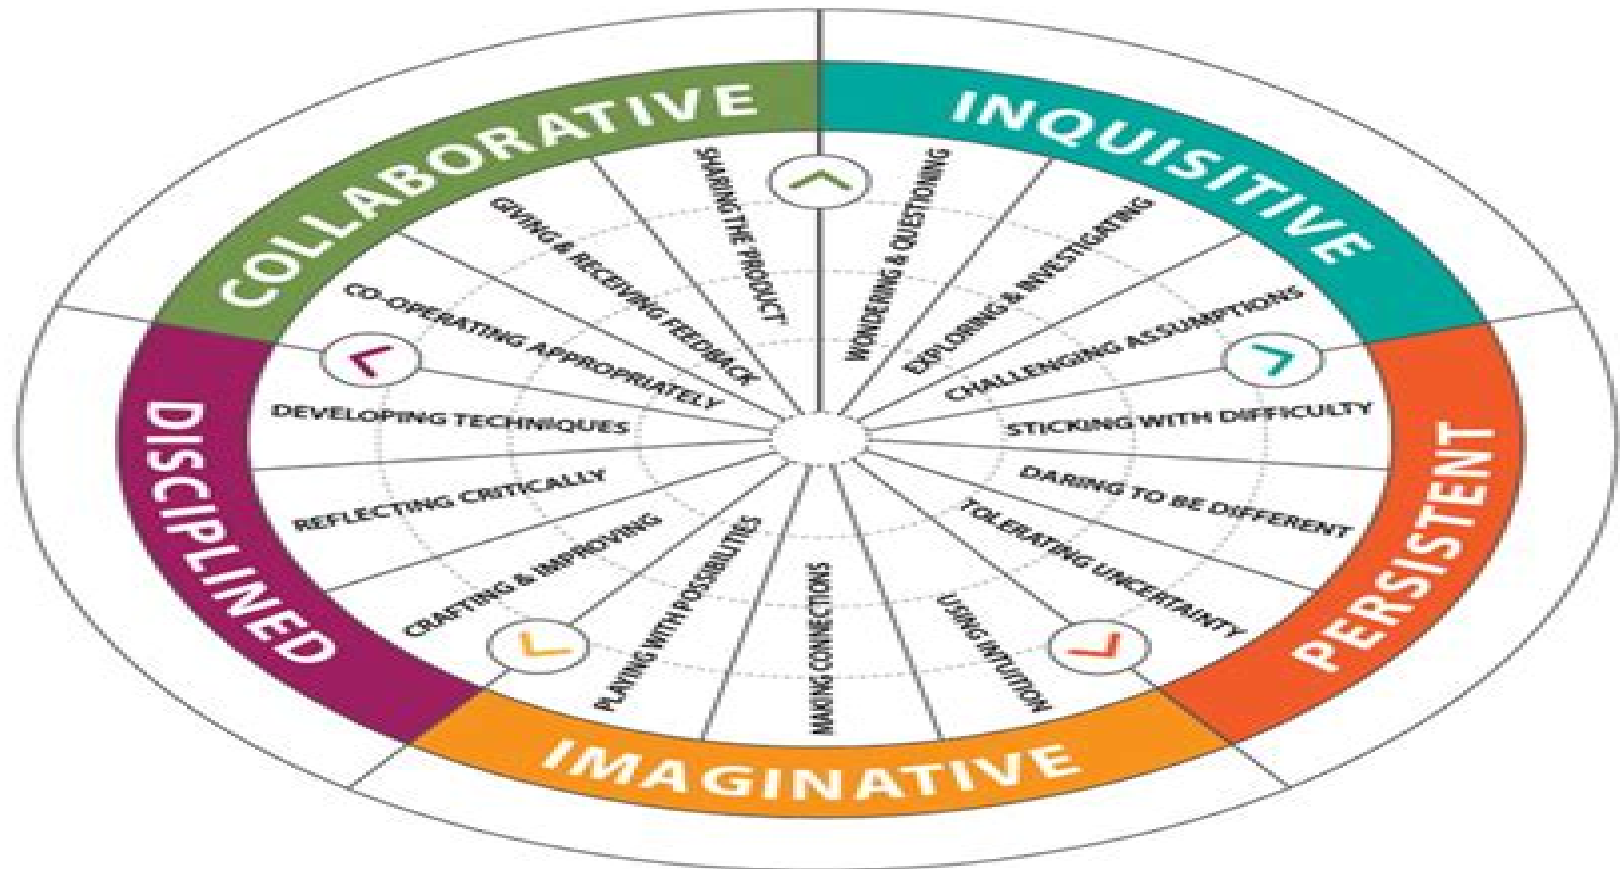 INQUISITIVE
WONDERING & QUESTIONING
EXPLORING & INVESTIGATING
CHALLENGING ASSUMPTIONS
PERSISTENT
STICKING WITH DIFFICULTY
DARING TO BE DIFFERENT
TOLERATING UNCERTAINTY
IMAGINATIVE
USING INTUITION
MAKING CONNECTIONS
PLAYING WITH POSSIBILITIES
DISCIPLINED
CRAFTING & IMPROVING
REFLECTING CRITICALLY
DEVELOPING TECHNIQUES
COLLABORATIVE
CO-OPERATING APPROPRIATELY
GIVING & RECEIVING FEEDBACK
SHARING THE 'PRODUCT'